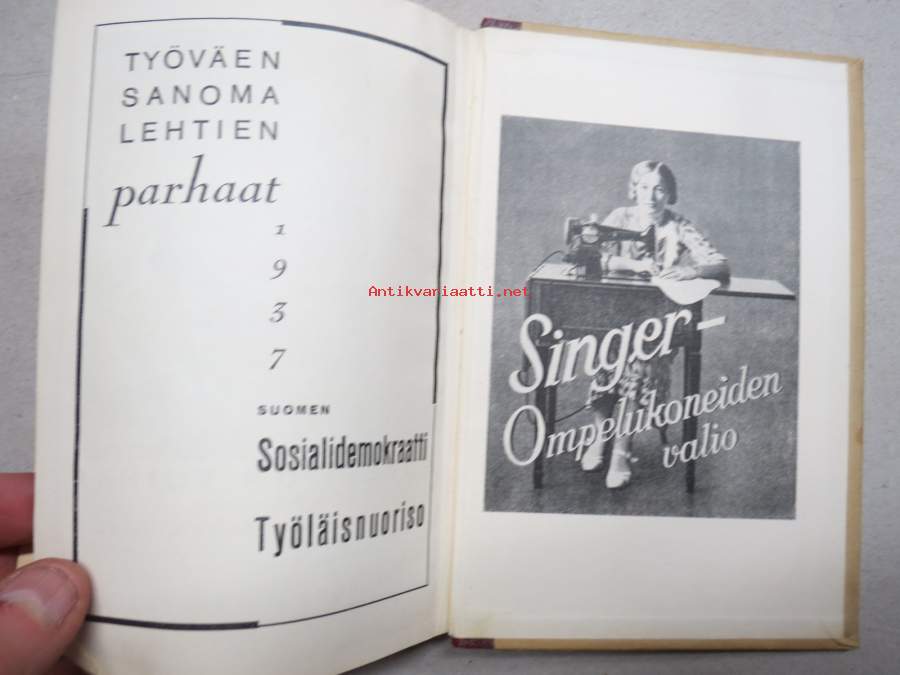 TYÖVÄEN
SANOMA
LEHTIEN
parhaat
1
9
3
7
SUOMEN
Sosialidemokraatti
Työläisnuoriso
Antikvariaatti.net
Singer-
Ompelukoneiden
valio